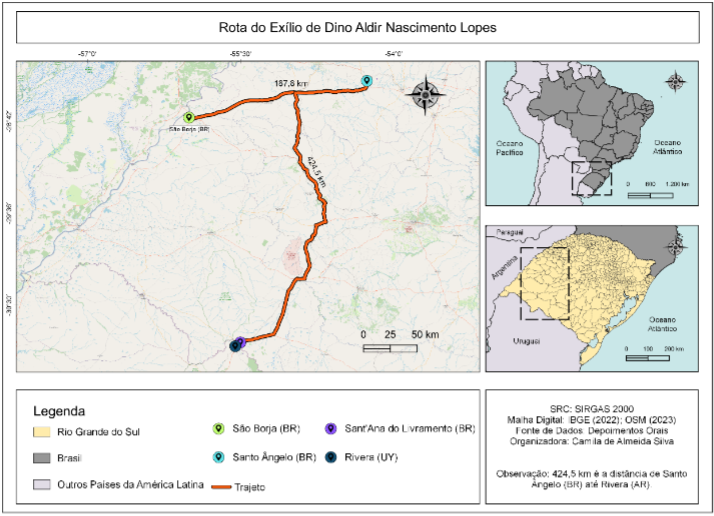 Rota do Exílio de Dino Aldir Nascimento Lopes
-57°0
-55°30'
-54°0
-28°42'
-29°36'
-30°30'
187,8 km
São Borja (BR)
424,5 km
0 25 50 km
Oceano
Pacífico
Oceano
Atlântico
0 600 1.200 km
Paraguai
Argentina
Uruguai
Oceano
Atlântico
0 100 200 km
Legenda
Rio Grande do Sul
Brasil
Outros Países da América Latina
São Borja (BR)
Santo Ângelo (BR)
Trajeto
Sant'Ana do Livramento (BR)
Rivera (UY)
SRC: SIRGAS 2000
Malha Digital: IBGE (2022); OSM (2023)
Fonte de Dados: Depoimentos Orais
Organizadora: Camila de Almeida Silva
Observação: 424,5 km é a distância de Santo
Ângelo (BR) até Rivera (AR).